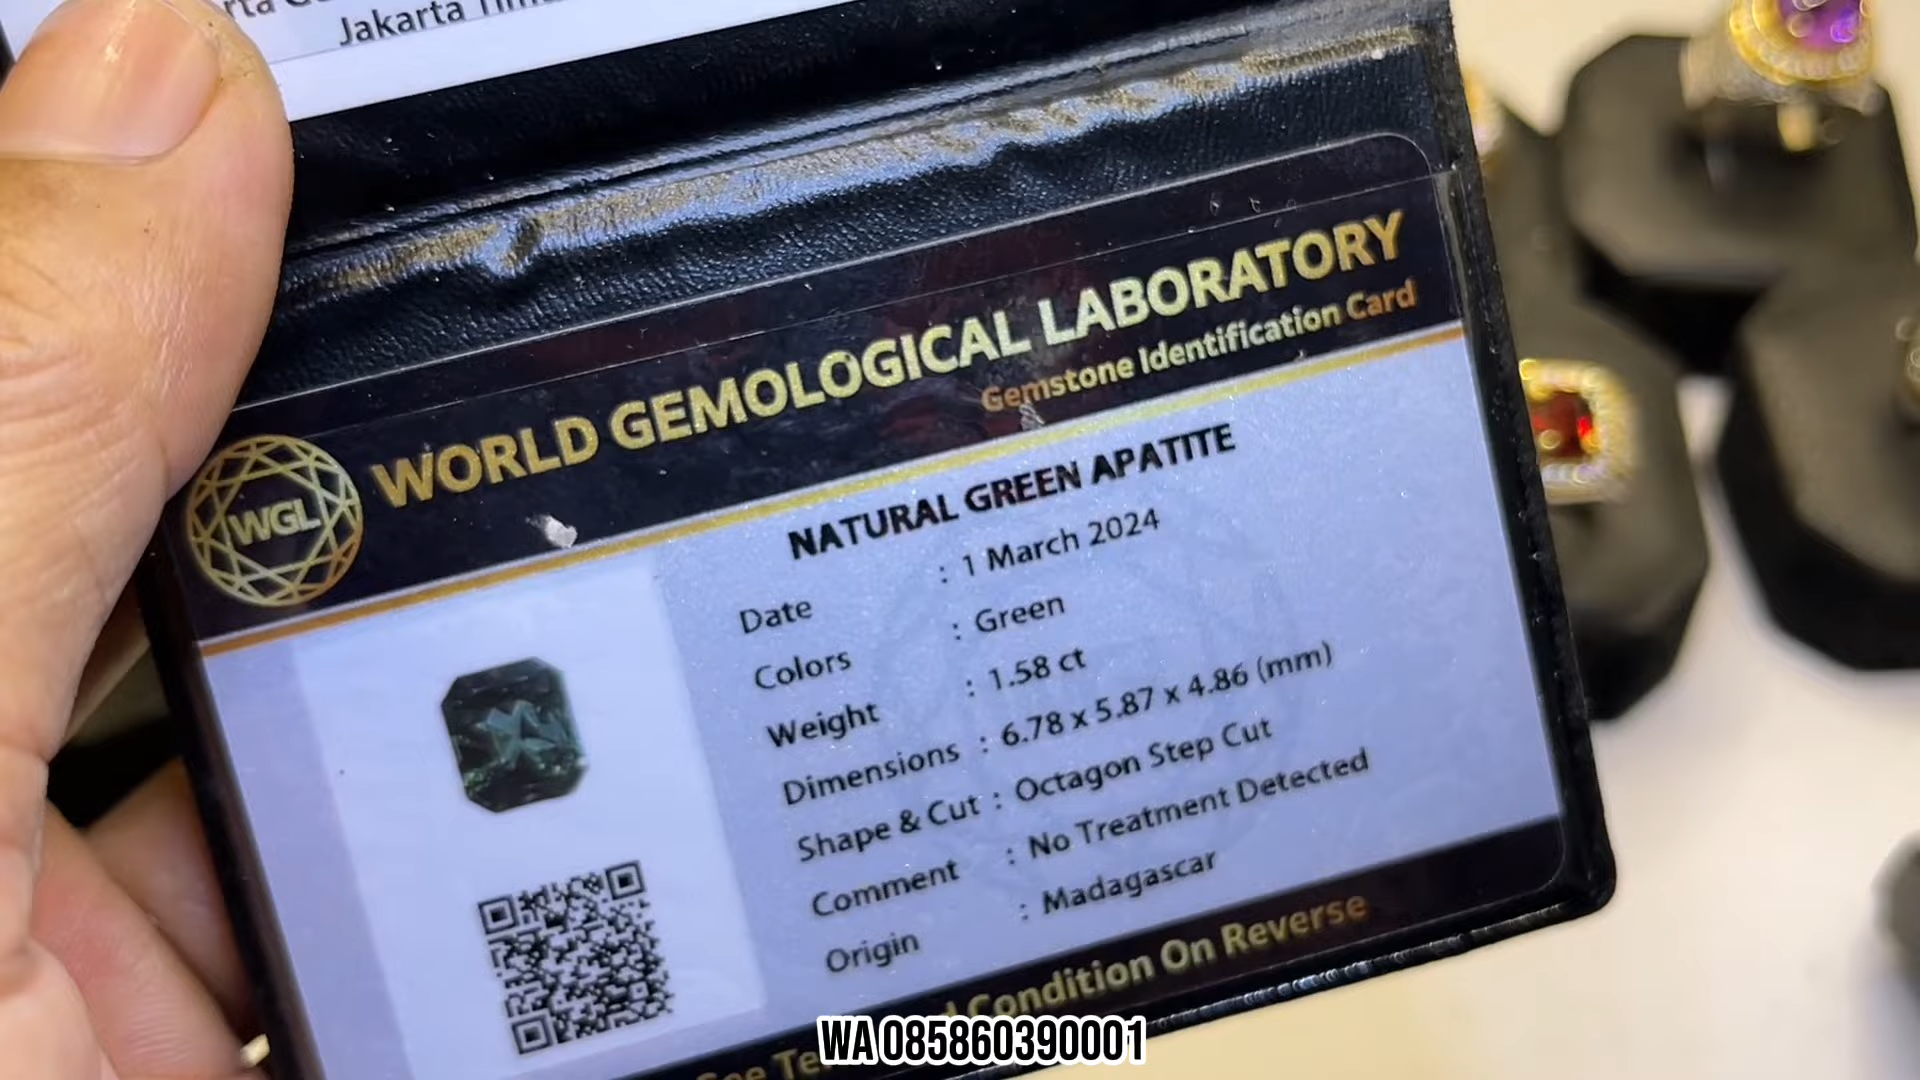 Jakarta
WORLD GEMOLOGICAL LABORATORY
Gemstone Identification Card
WGL
NATURAL GREEN APATITE
Date : 1 March 2024
Colors : Green
Weight : 1.58 ct
Dimensions : 6.78 x 5.87 x 4.86 (mm)
Shape & Cut : Octagon Step Cut
Comment : No Treatment Detected
Origin : Madagascar
See Condition On Reverse
WA 085860390001